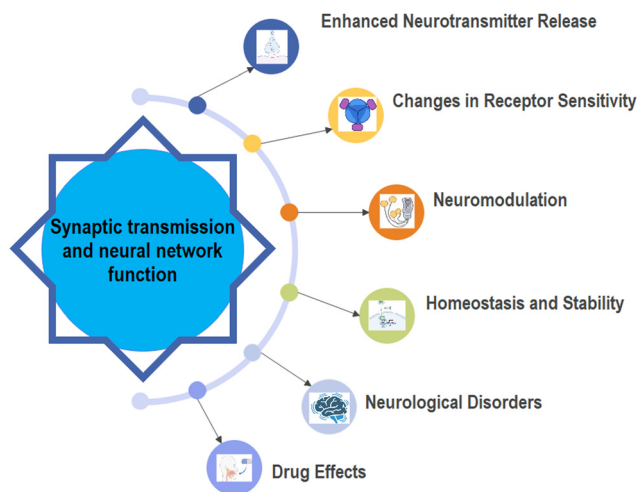 Enhanced Neurotransmitter Release
Changes in Receptor Sensitivity
Neuromodulation
Synaptic transmission
and neural network
function
Homeostasis and Stability
Neurological Disorders
Drug Effects